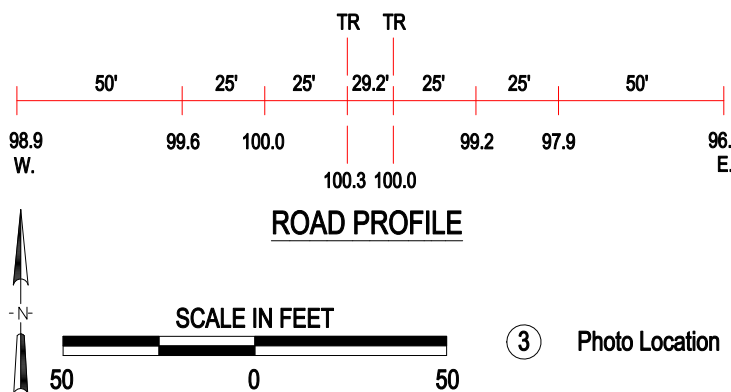 TR TR
50' 25' 25' 29.2' 25' 25' 50'
98.9 99.6 100.0 99.2 97.9 96.
W. E.
100.3 100.0
ROAD PROFILE
-N-
SCALE IN FEET
3 Photo Location
50 0 50